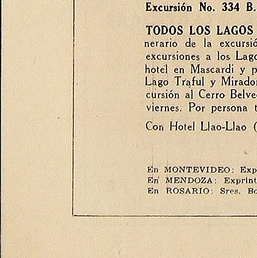 Excursión No. 334 B.
TODOS LOS LAGOS
nerario de la excursió
excursiones a los Lago
hotel en Mascardi y p
Lago Traful y Mirador
cursión al Cerro Belve
viernes. Por persona t
Con Hotel Llao-Llao (
En MONTEVIDEO: Exp
En MENDOZA: Exprint
En ROSARIO: Sres. Bo